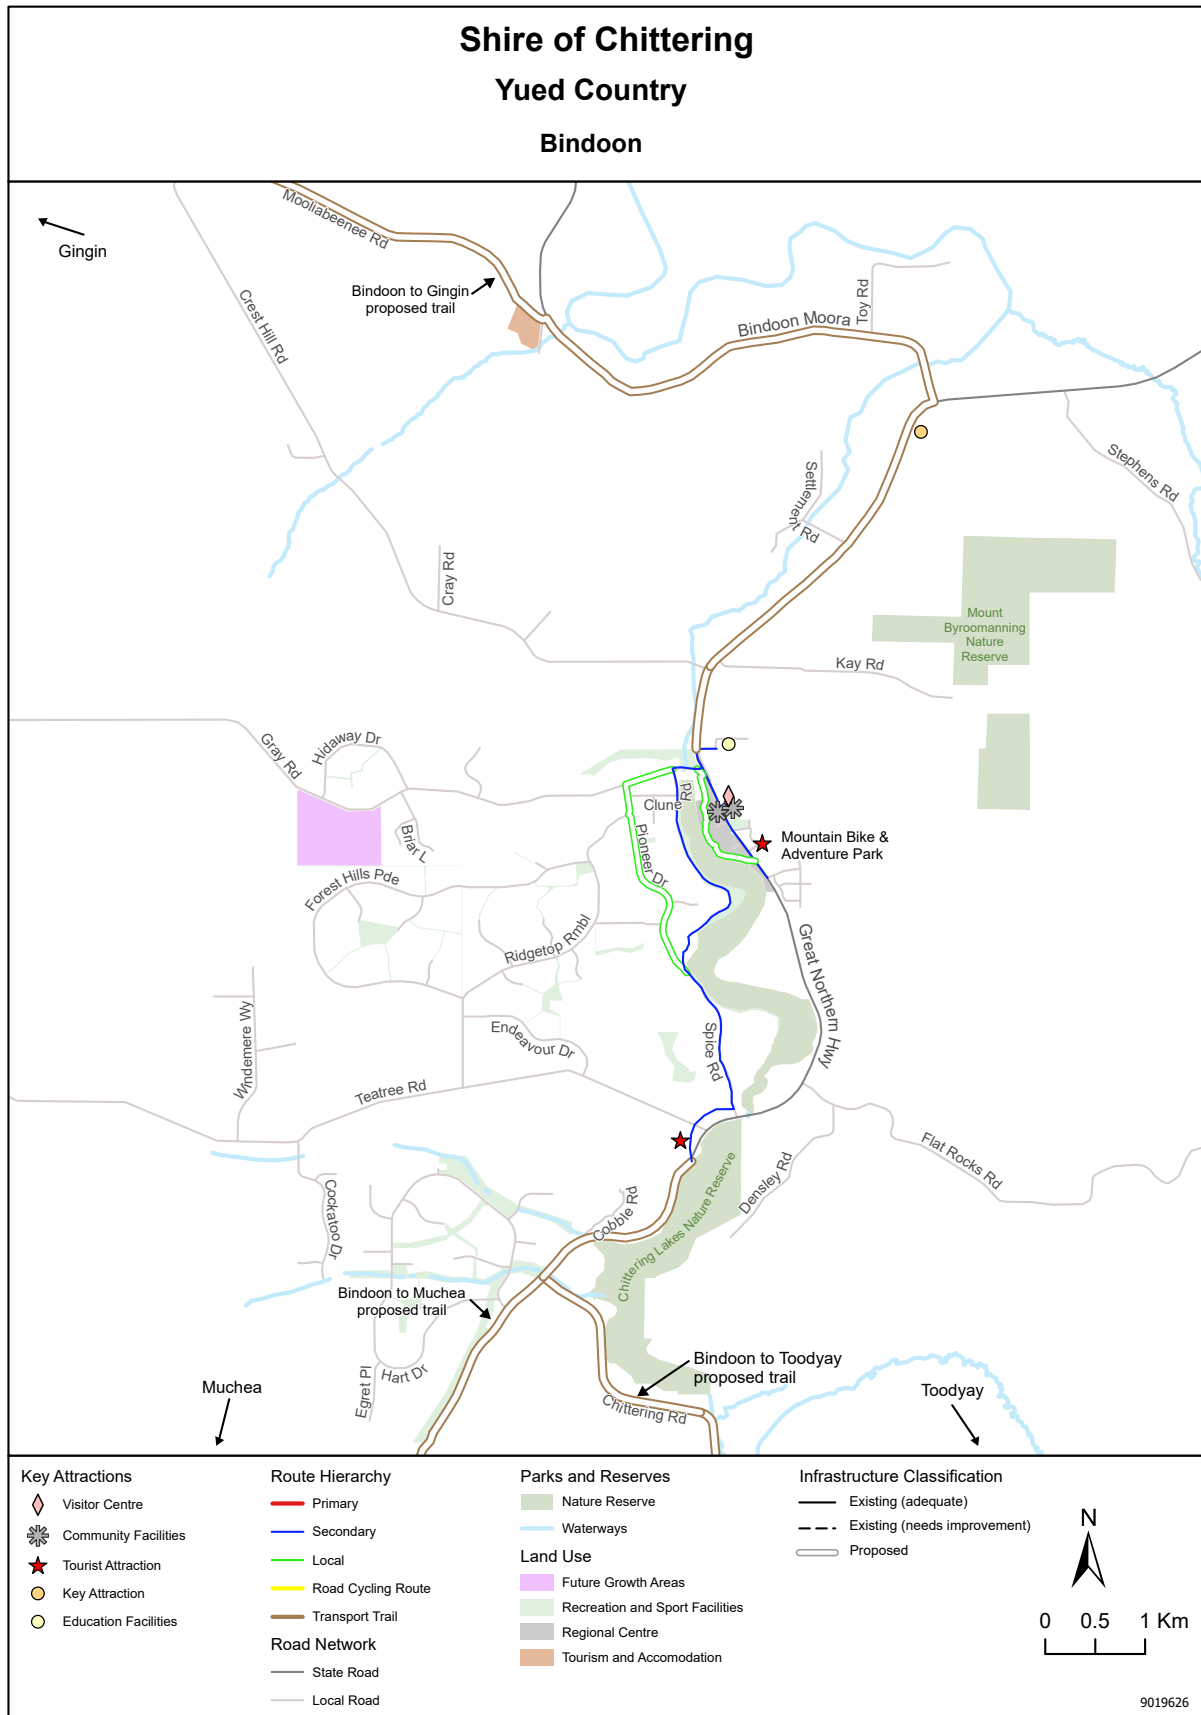 Shire of Chittering
Yued Country
Bindoon
Mooliabeenee Rd
Gingin
Bindoon to Gingin
proposed trail
Crest Hill Rd
Bindoon Moora
Toy Rd
Stephens Rd
Settlement Rd
Cray Rd
Mount
Byroomanning
Nature
Reserve
Kay Rd
Gray Rd
Hidaway Dr
Clune
Rd
Briar L
Pioneer Dr
Mountain Bike &
Adventure Park
Forest Hills Pde
Ridgetop Rmbl
Great Northern Hwy
Windemere Wy
Endeavour Dr
Spice Rd
Teatree Rd
Flat Rocks Rd
Densley Rd
Cockatoo Dr
Cobble Rd
Chittering Lakes Nature Reserve
Bindoon to Muchea
proposed trail
Bindoon to Toodyay
proposed trail
Hart Dr
Egret Pl
Muchea
Toodyay
Chittering Rd
Key Attractions
Visitor Centre
Community Facilities
Tourist Attraction
Key Attraction
Education Facilities
Route Hierarchy
Primary
Secondary
Local
Road Cycling Route
Transport Trail
Road Network
State Road
Local Road
Parks and Reserves
Nature Reserve
Waterways
Land Use
Future Growth Areas
Recreation and Sport Facilities
Regional Centre
Tourism and Accomodation
Infrastructure Classification
Existing (adequate)
Existing (needs improvement)
Proposed
N
0 0.5 1 Km
9019626